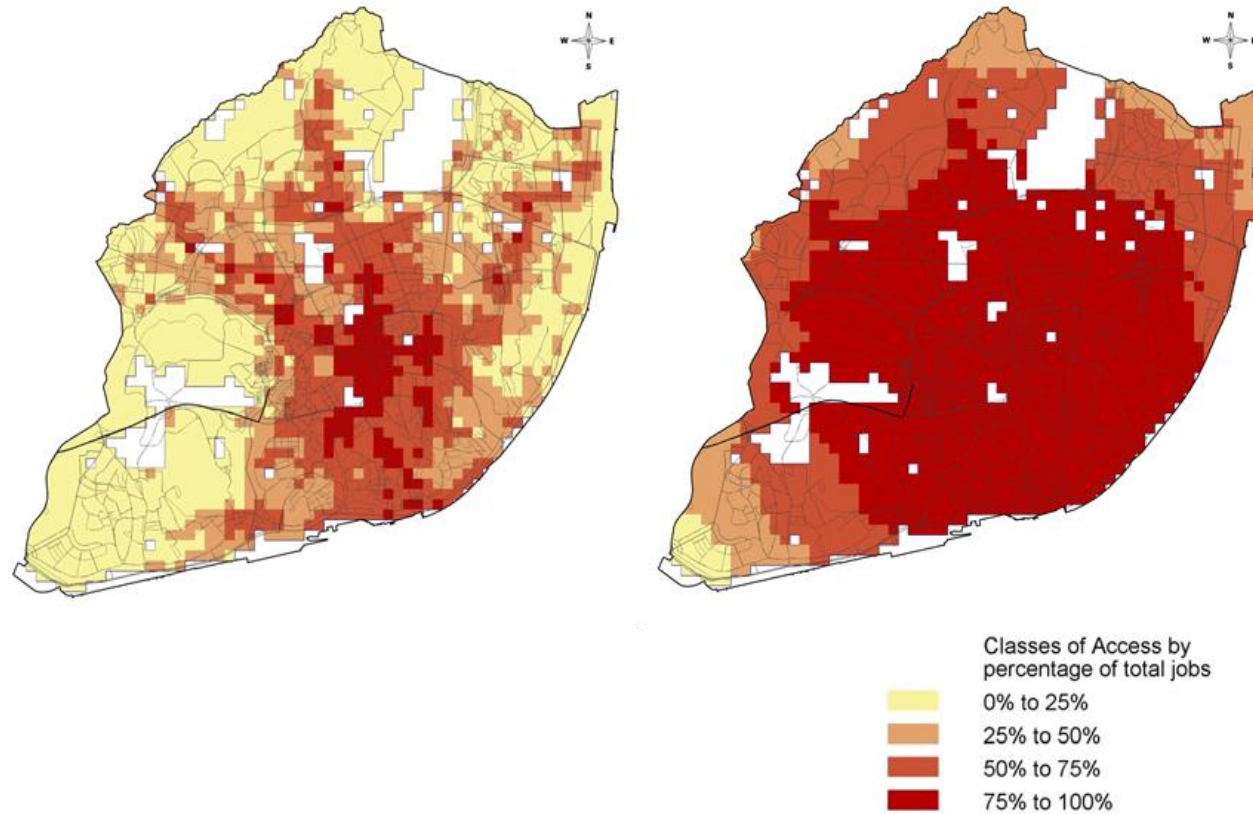 N
W E
S
N
W E
S
Classes of Access by
percentage of total jobs
0% to 25%
25% to 50%
50% to 75%
75% to 100%